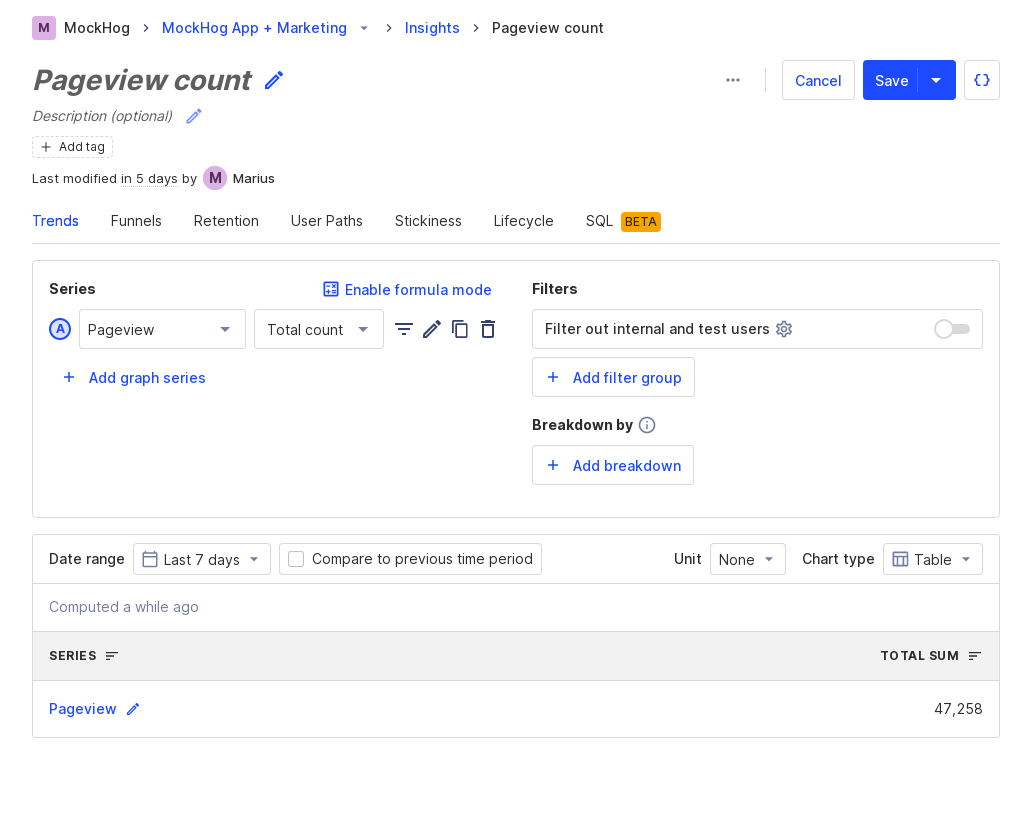 M MockHog MockHog App + Marketing Insights Pageview count
Pageview count
Cancel Save
Description (optional)
Add tag
Last modified in 5 days by M Marius
Trends Funnels Retention User Paths Stickiness Lifecycle SQL BETA
Series Enable formula mode
A Pageview Total count
Add graph series
Filters
Filter out internal and test users
Add filter group
Breakdown by
Add breakdown
Date range Last 7 days Compare to previous time period Unit None Chart type Table
Computed a while ago
SERIES TOTAL SUM
Pageview 47,258